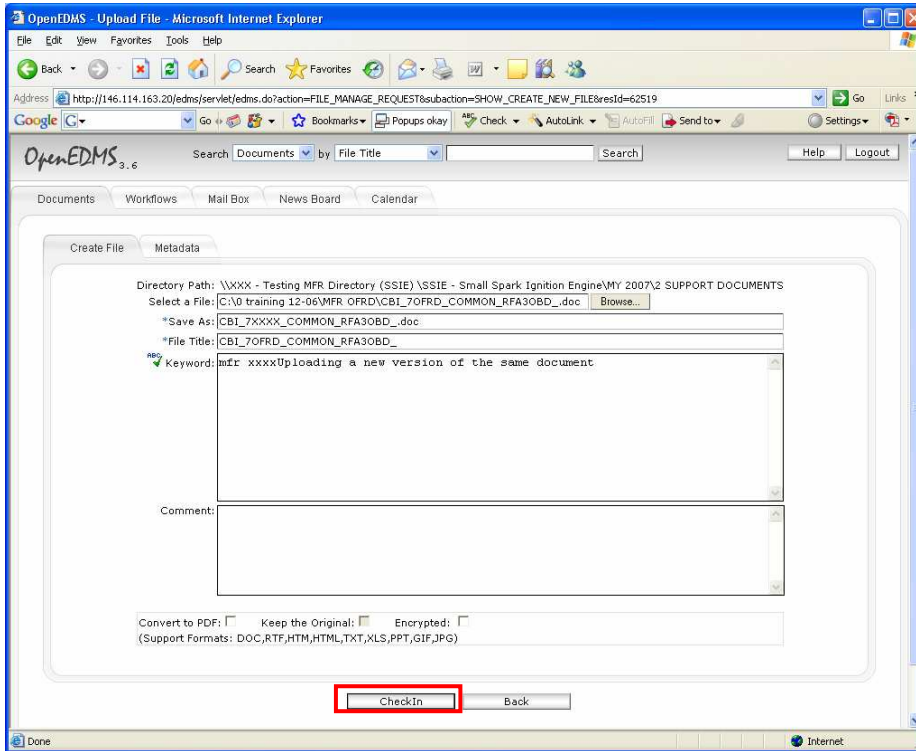 OpenEDMS - Upload File - Microsoft Internet Explorer
File Edit View Favorites Tools Help
Back Search Favorites
Address http://146.114.163.20/edms/servlet/edms.do?action=FILE_MANAGE_REQUEST&subaction=SHOW_CREATE_NEW_FILE&resId=62519 Go Links
Google G Go Bookmarks Popups okay ABC Check AutoLink AutoFill Send to Settings
OpenEDMS 3.6 Search Documents by File Title Search Help Logout
Documents Workflows Mail Box News Board Calendar
Create File Metadata
Directory Path: \\XXX - Testing MFR Directory (SSIE) \SSIE - Small Spark Ignition Engine\MY 2007\2 SUPPORT DOCUMENTS
Select a File: C:\0 training 12-06\MFR OFRD\CBI_7OFRD_COMMON_RFA3OBD_.doc Browse...
*Save As: CBI_7XXXX_COMMON_RFA3OBD_.doc
*File Title: CBI_7OFRD_COMMON_RFA3OBD_
ABC Keyword: mfr xxxxUploading a new version of the same document
Comment:
Convert to PDF: Keep the Original: Encrypted:
(Support Formats: DOC,RTF,HTM,HTML,TXT,XLS,PPT,GIF,JPG)
CheckIn Back
Done Internet